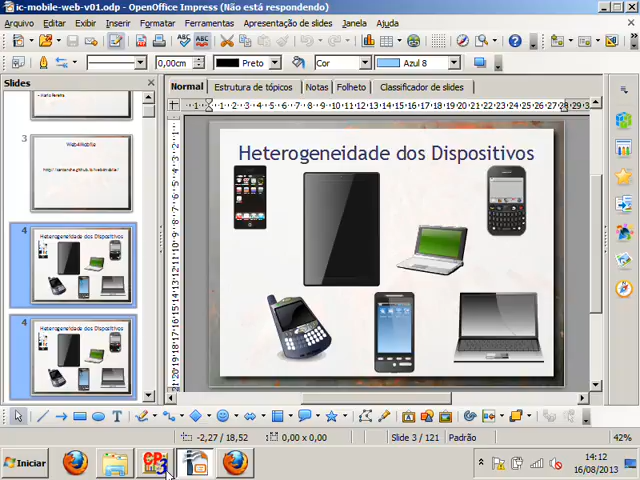 ic-mobile-web-v01.odp - OpenOffice Impress (Não está respondendo)
Arquivo Editar Exibir Inserir Formatar Ferramentas Apresentação de slides Janela Ajuda
0,00cm Preto Cor Azul 8
Slides
Normal Estrutura de tópicos Notas Folheto Classificador de slides
3
4
Heterogeneidade dos Dispositivos
4
Heterogeneidade dos Dispositivos
Heterogeneidade dos Dispositivos
-2,27 / 18,52 0,00 x 0,00 Slide 3 / 121 Padrão 42%
Iniciar
14:12
16/08/2013